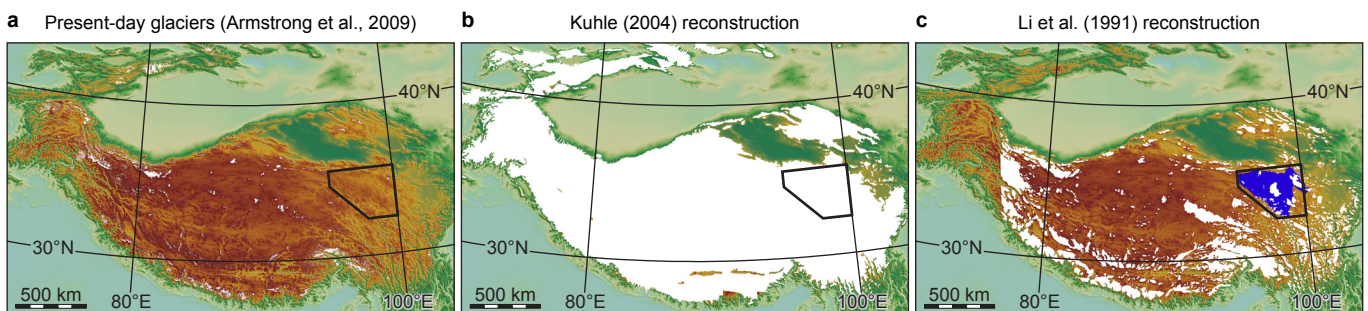 a Present-day glaciers (Armstrong et al., 2009)
b Kuhle (2004) reconstruction
c Li et al. (1991) reconstruction
40°N
30°N
500 km
80°E
100°E
40°N
30°N
500 km
80°E
100°E
40°N
30°N
500 km
80°E
100°E